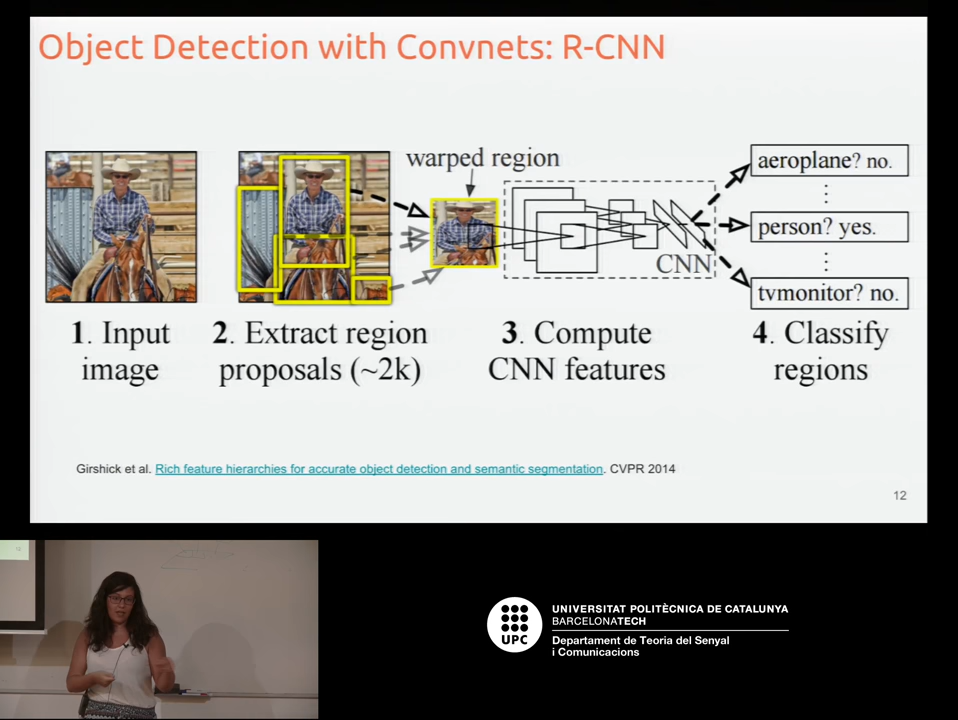 Object Detection with Convnets: R-CNN
warped region
aeroplane? no.
person? yes.
CNN
tvmonitor? no.
1. Input image
2. Extract region proposals (~2k)
3. Compute CNN features
4. Classify regions
Girshick et al. Rich feature hierarchies for accurate object detection and semantic segmentation. CVPR 2014
12
UPC
UNIVERSITAT POLITÈCNICA DE CATALUNYA
BARCELONATECH
Departament de Teoria del Senyal
i Comunicacions